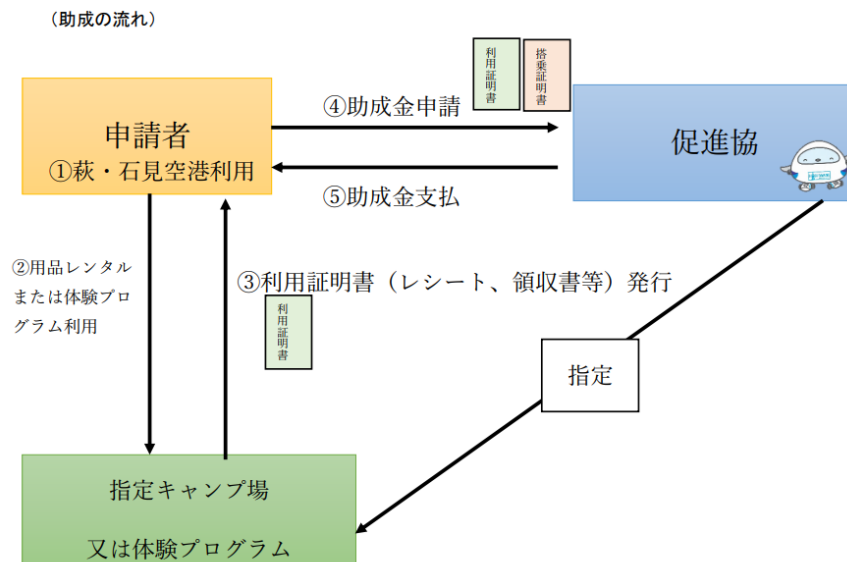 （助成の流れ）
利用証明書
搭乗証明書
④助成金申請
申請者
①萩・石見空港利用
促進協
⑤助成金支払
②用品レンタル
または体験プロ
グラム利用
③利用証明書（レシート、領収書等）発行
利用証明書
指定
指定キャンプ場
又は体験プログラム